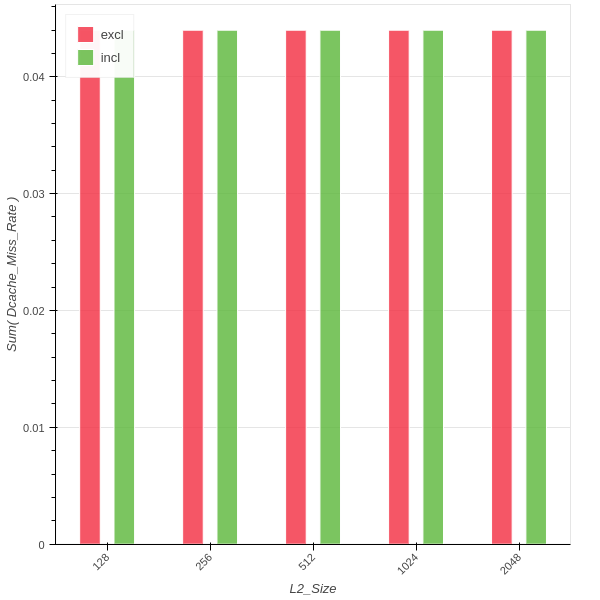 excl
incl
0.04
0.03
0.02
0.01
0
Sum( Dcache_Miss_Rate )
128
256
512
1024
2048
L2_Size